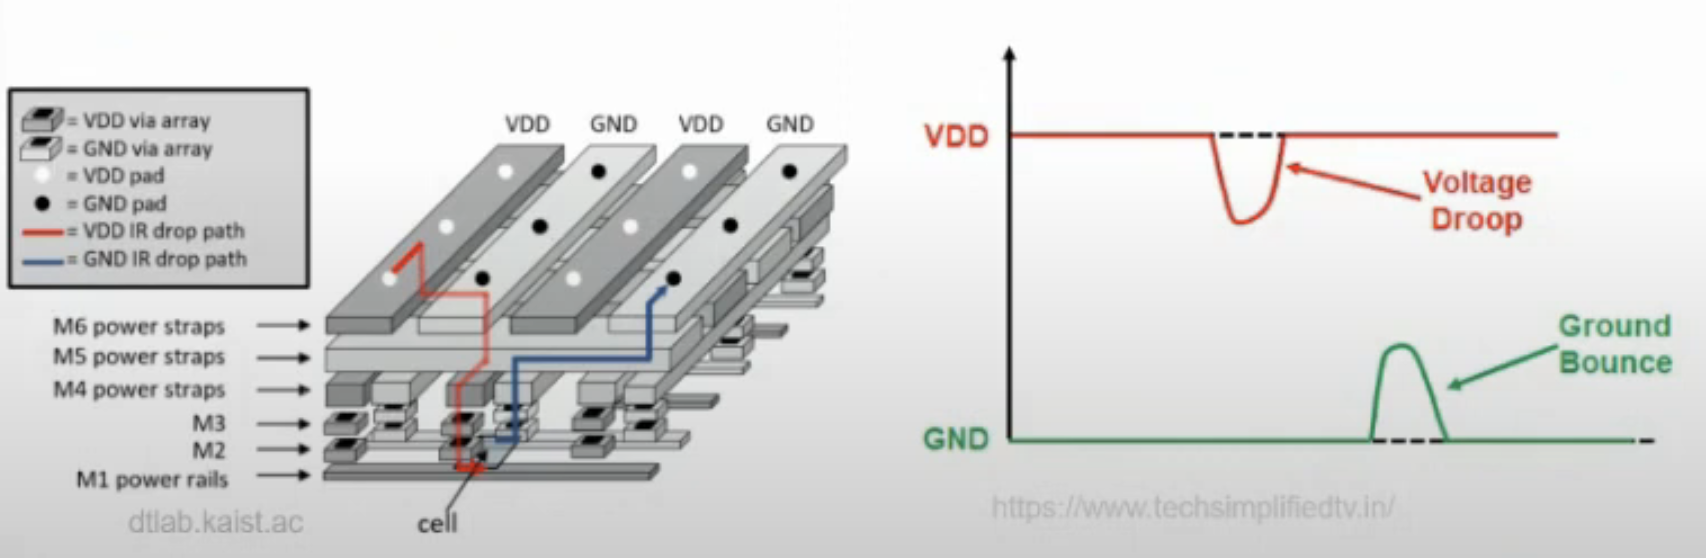 = VDD via array
= GND via array
= VDD pad
= GND pad
= VDD IR drop path
= GND IR drop path
VDD GND VDD GND
M6 power straps
M5 power straps
M4 power straps
M3
M2
M1 power rails
cell
dtlab.kaist.ac
VDD
Voltage
Droop
Ground
Bounce
GND
https://www.techsimplifiedtv.in/